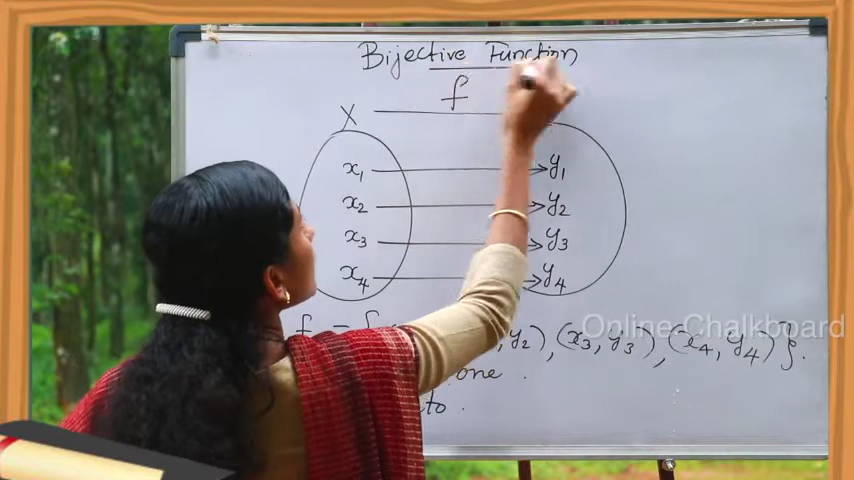 Bijective Function
f
X
x₁ y₁
x₂ y₂
x₃ y₃
x₄ y₄
f = { y₂), (x₃, y₃), (x₄, y₄)}.
one.
to.
Online Chalkboard